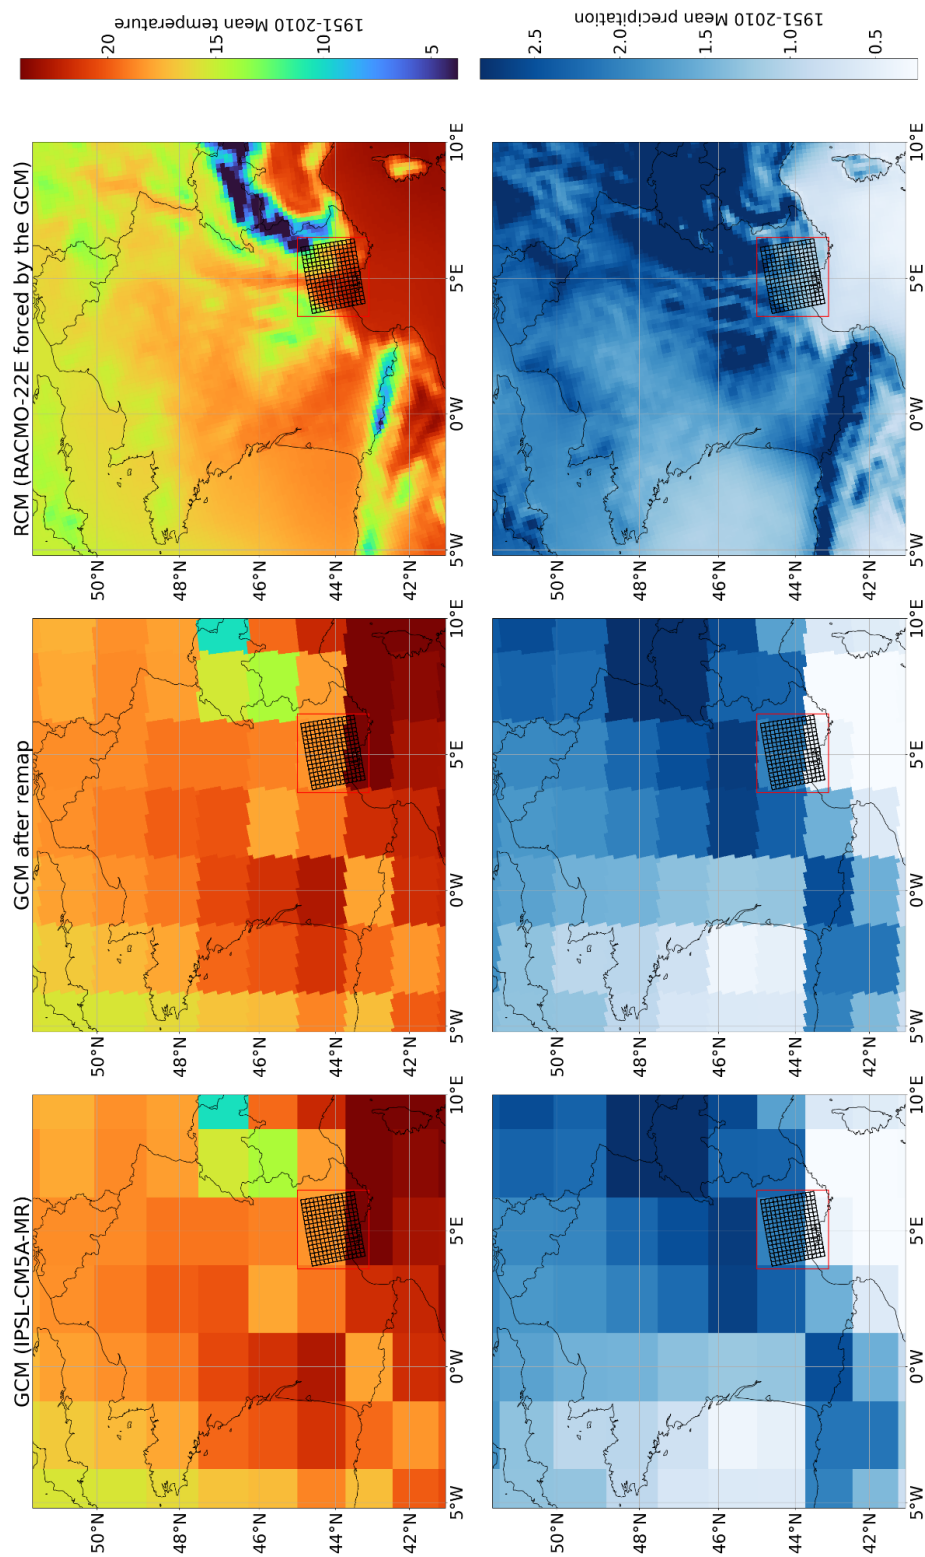 GCM (IPSL-CM5A-MR)
GCM after remap
RCM (RACMO-22E forced by the GCM)
50°N
48°N
46°N
44°N
42°N
5°W
0°W
5°E
10°E
50°N
48°N
46°N
44°N
42°N
5°W
0°W
5°E
10°E
50°N
48°N
46°N
44°N
42°N
5°W
0°W
5°E
10°E
20
15
10
5
1951-2010 Mean temperature
50°N
48°N
46°N
44°N
42°N
5°W
0°W
5°E
10°E
50°N
48°N
46°N
44°N
42°N
5°W
0°W
5°E
10°E
50°N
48°N
46°N
44°N
42°N
5°W
0°W
5°E
10°E
2.5
2.0
1.5
1.0
0.5
1951-2010 Mean precipitation